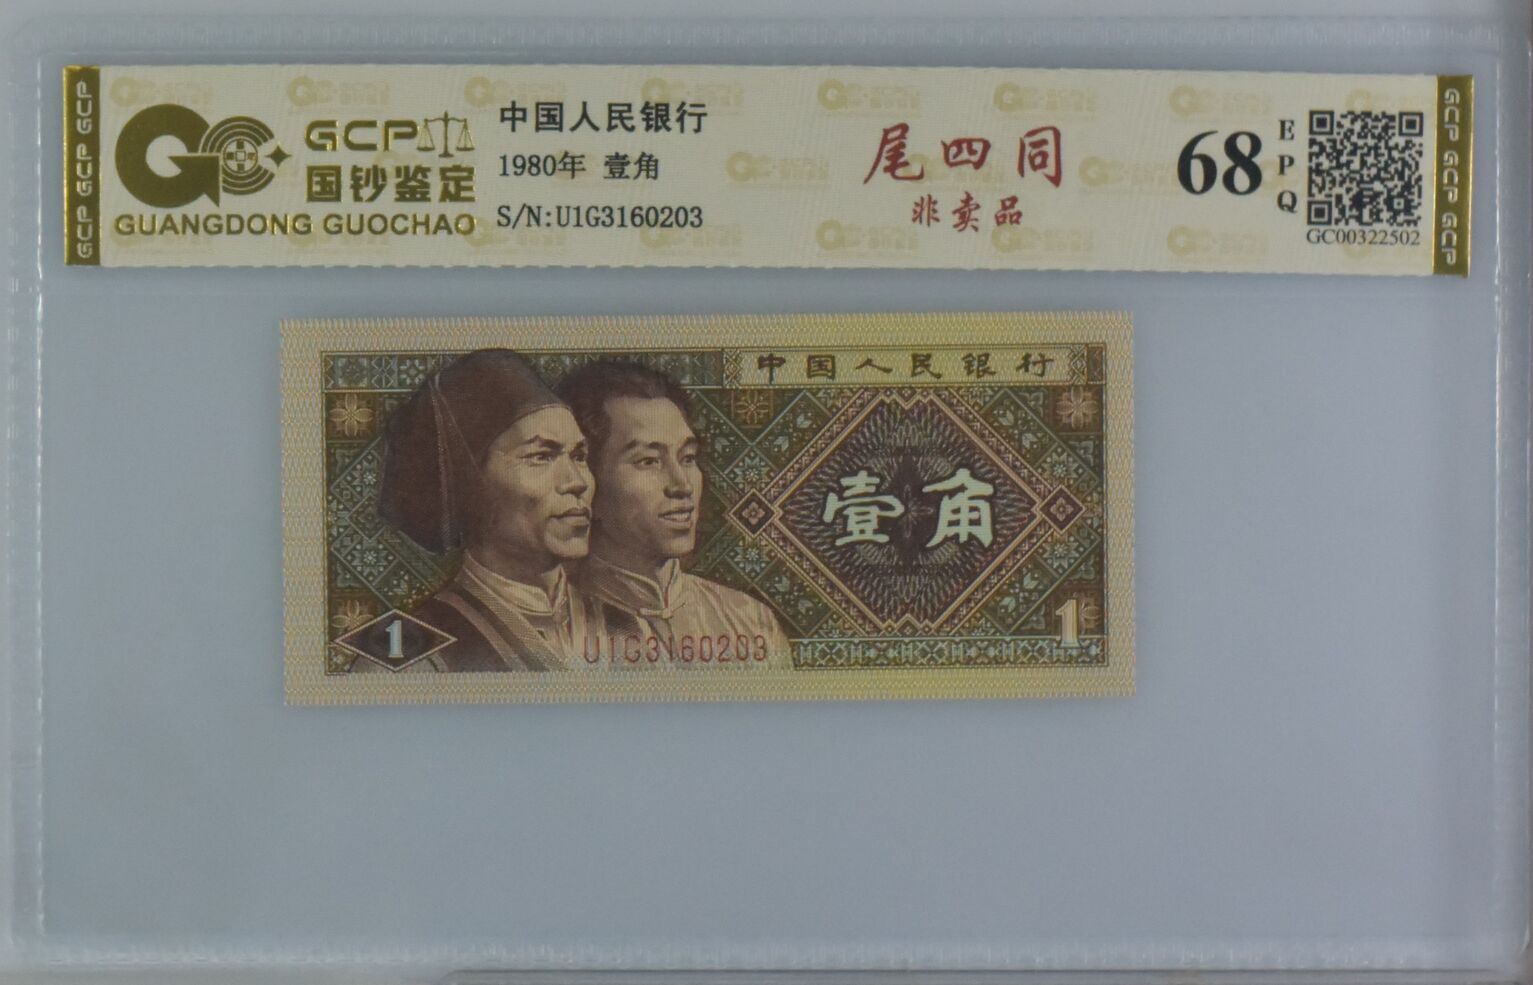 GCP GCP GCP
GCP
国钞鉴定
GUANGDONG GUOCHAO
中国人民银行
1980年 壹角
S/N:U1G3160203
尾四同
非卖品
68
EPQ
GC00322502
GCP GCP GCP
中国人民银行
壹角
1
U1G3160203
1